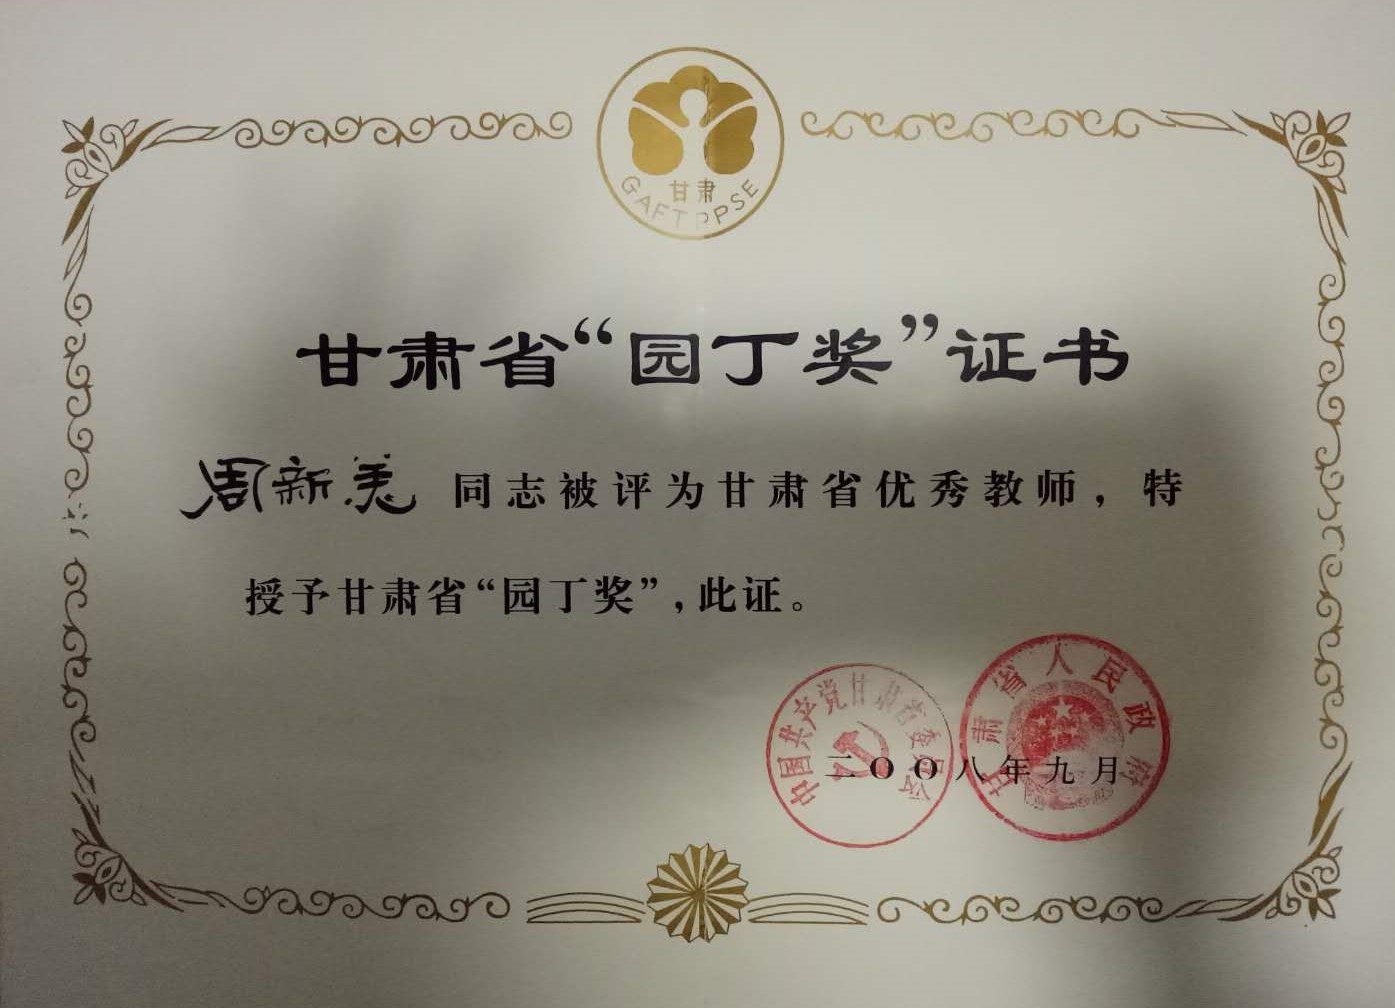 甘肃
GAFTPPSE
甘肃省“园丁奖”证书
周新美 同志被评为甘肃省优秀教师，特
授予甘肃省“园丁奖”，此证。
中国共产党甘肃省委员会
甘肃省人民政府
二〇〇八年九月